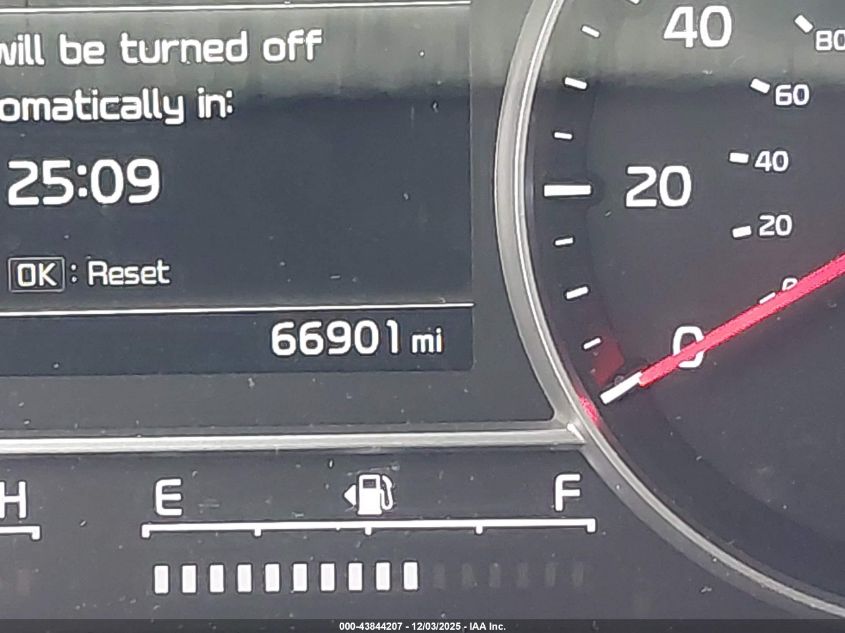 will be turned off
omatically in:
25:09
OK : Reset
66901 mi
40
80
60
40
20
20
0
0
H
E
F
000-43844207 - 12/03/2025 - IAA Inc.